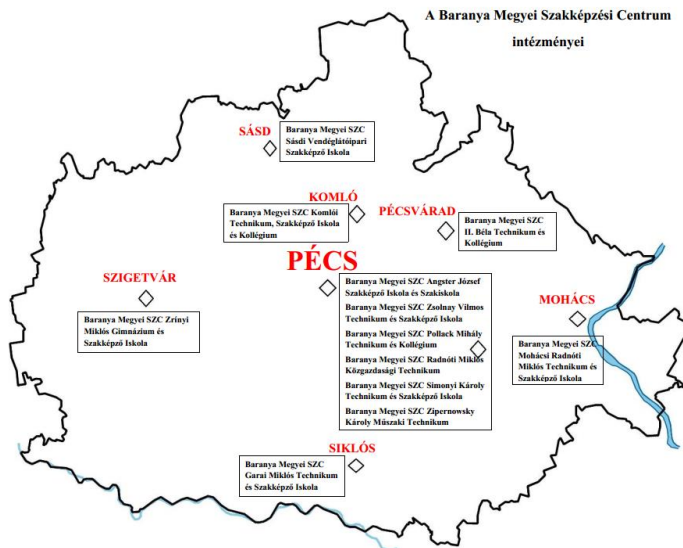 A Baranya Megyei Szakképzési Centrum
intézményei
SÁSD
Baranya Megyei SZC
Sásdi Vendéglátóipari
Szakképző Iskola
KOMLÓ
Baranya Megyei SZC Komlói
Technikum, Szakképző Iskola
és Kollégium
PÉCSVÁRAD
Baranya Megyei SZC
II. Béla Technikum és
Kollégium
PÉCS
Baranya Megyei SZC Angster József
Szakképző Iskola és Szakiskola
Baranya Megyei SZC Zsolnay Vilmos
Technikum és Szakképző Iskola
Baranya Megyei SZC Pollack Mihály
Technikum és Kollégium
Baranya Megyei SZC Radnóti Miklós
Közgazdasági Technikum
Baranya Megyei SZC Simonyi Károly
Technikum és Szakképző Iskola
Baranya Megyei SZC Zipernowsky
Károly Műszaki Technikum
SZIGETVÁR
Baranya Megyei SZC Zrínyi
Miklós Gimnázium és
Szakképző Iskola
MOHÁCS
Baranya Megyei SZC
Mohácsi Radnóti
Miklós Technikum és
Szakképző Iskola
SIKLÓS
Baranya Megyei SZC
Garai Miklós Technikum
és Szakképző Iskola